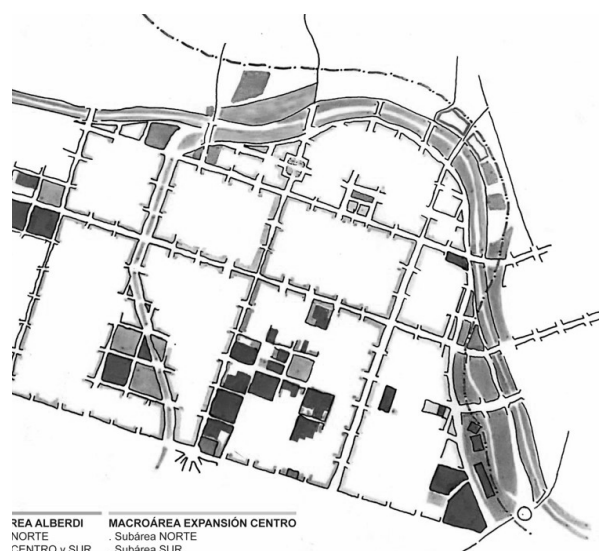 REA ALBERDI
NORTE
CENTRO y SUR
MACROÁREA EXPANSIÓN CENTRO
. Subárea NORTE
. Subárea SUR